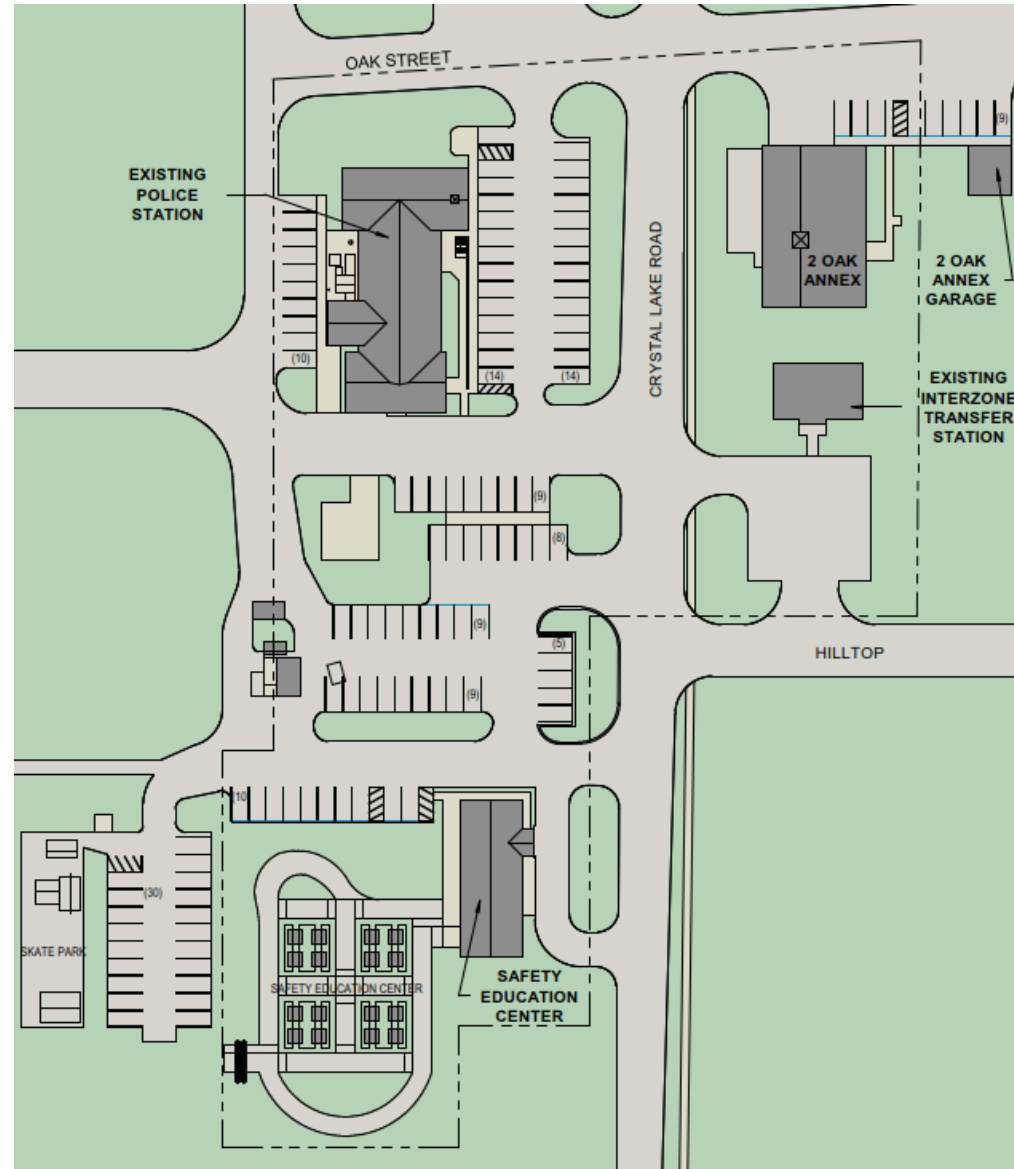 OAK STREET
EXISTING
POLICE
STATION
(9)
CRYSTAL LAKE ROAD
2 OAK
ANNEX
2 OAK
ANNEX
GARAGE
(10)
(14)
(14)
EXISTING
INTERZONE
TRANSFER
STATION
(9)
(8)
(9)
(5)
HILLTOP
(9)
(10
(30)
SKATE PARK
SAFETY EDUCATION CENTER
SAFETY
EDUCATION
CENTER